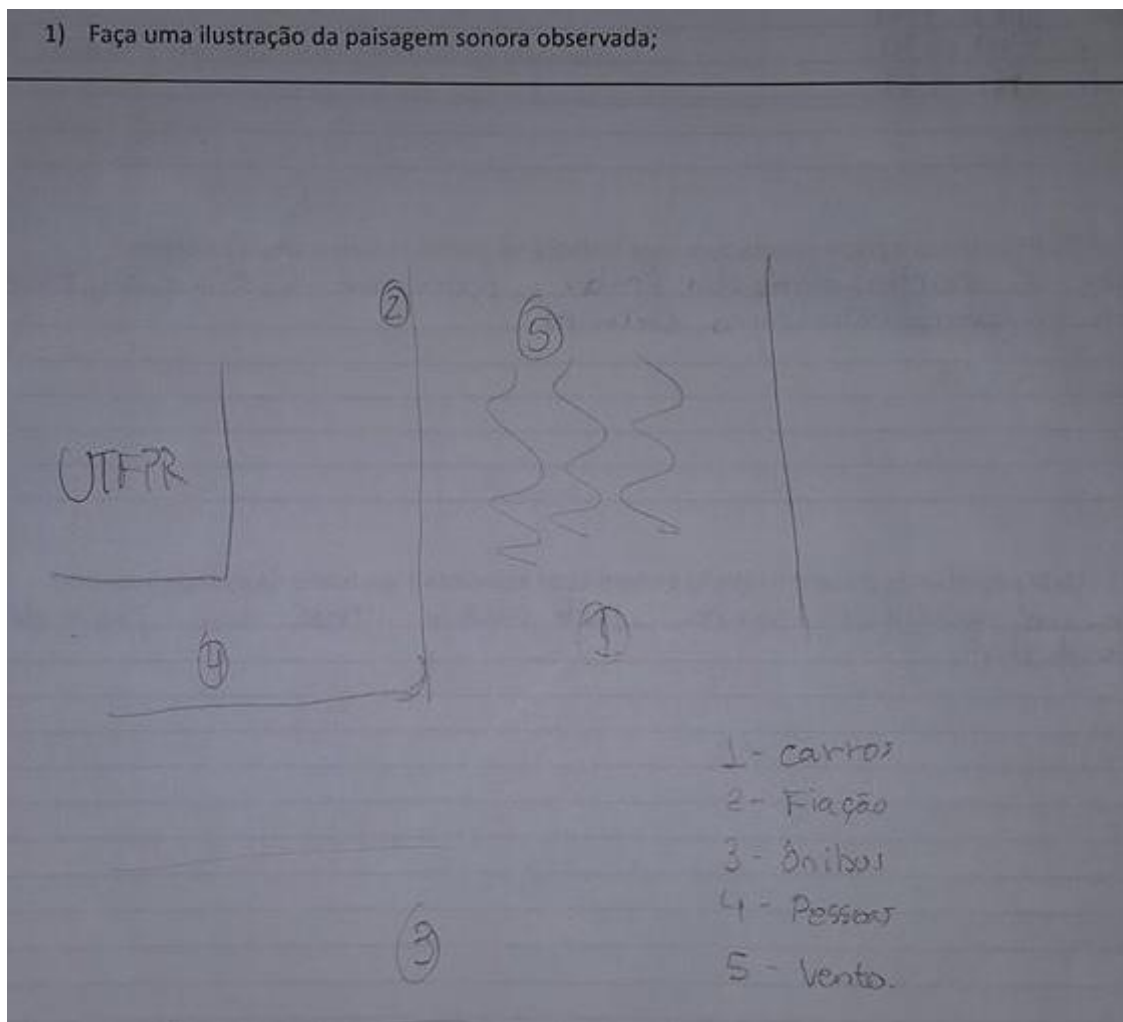 1) Faça uma ilustração da paisagem sonora observada;
2
5
UTFPR
1
4
1 - carros
2 - Fiação
3 - Ônibus
4 - Pessoas
5 - Vento.
3